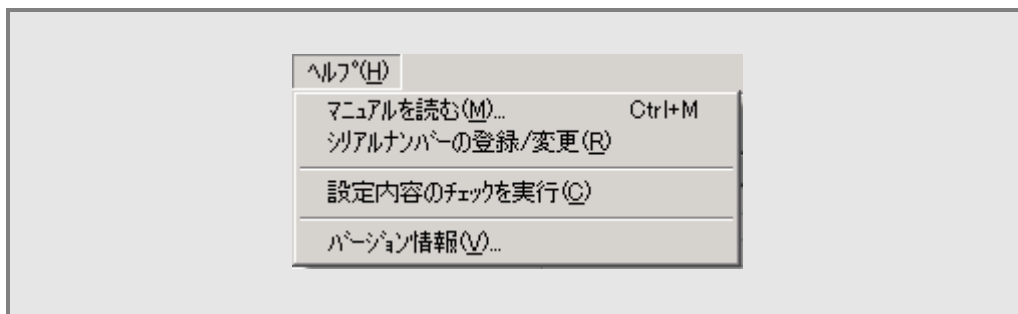 ヘルプ(H)
マニュアルを読む(M)... Ctrl+M
シリアルナンバーの登録/変更(R)
設定内容のチェックを実行(C)
バージョン情報(V)...